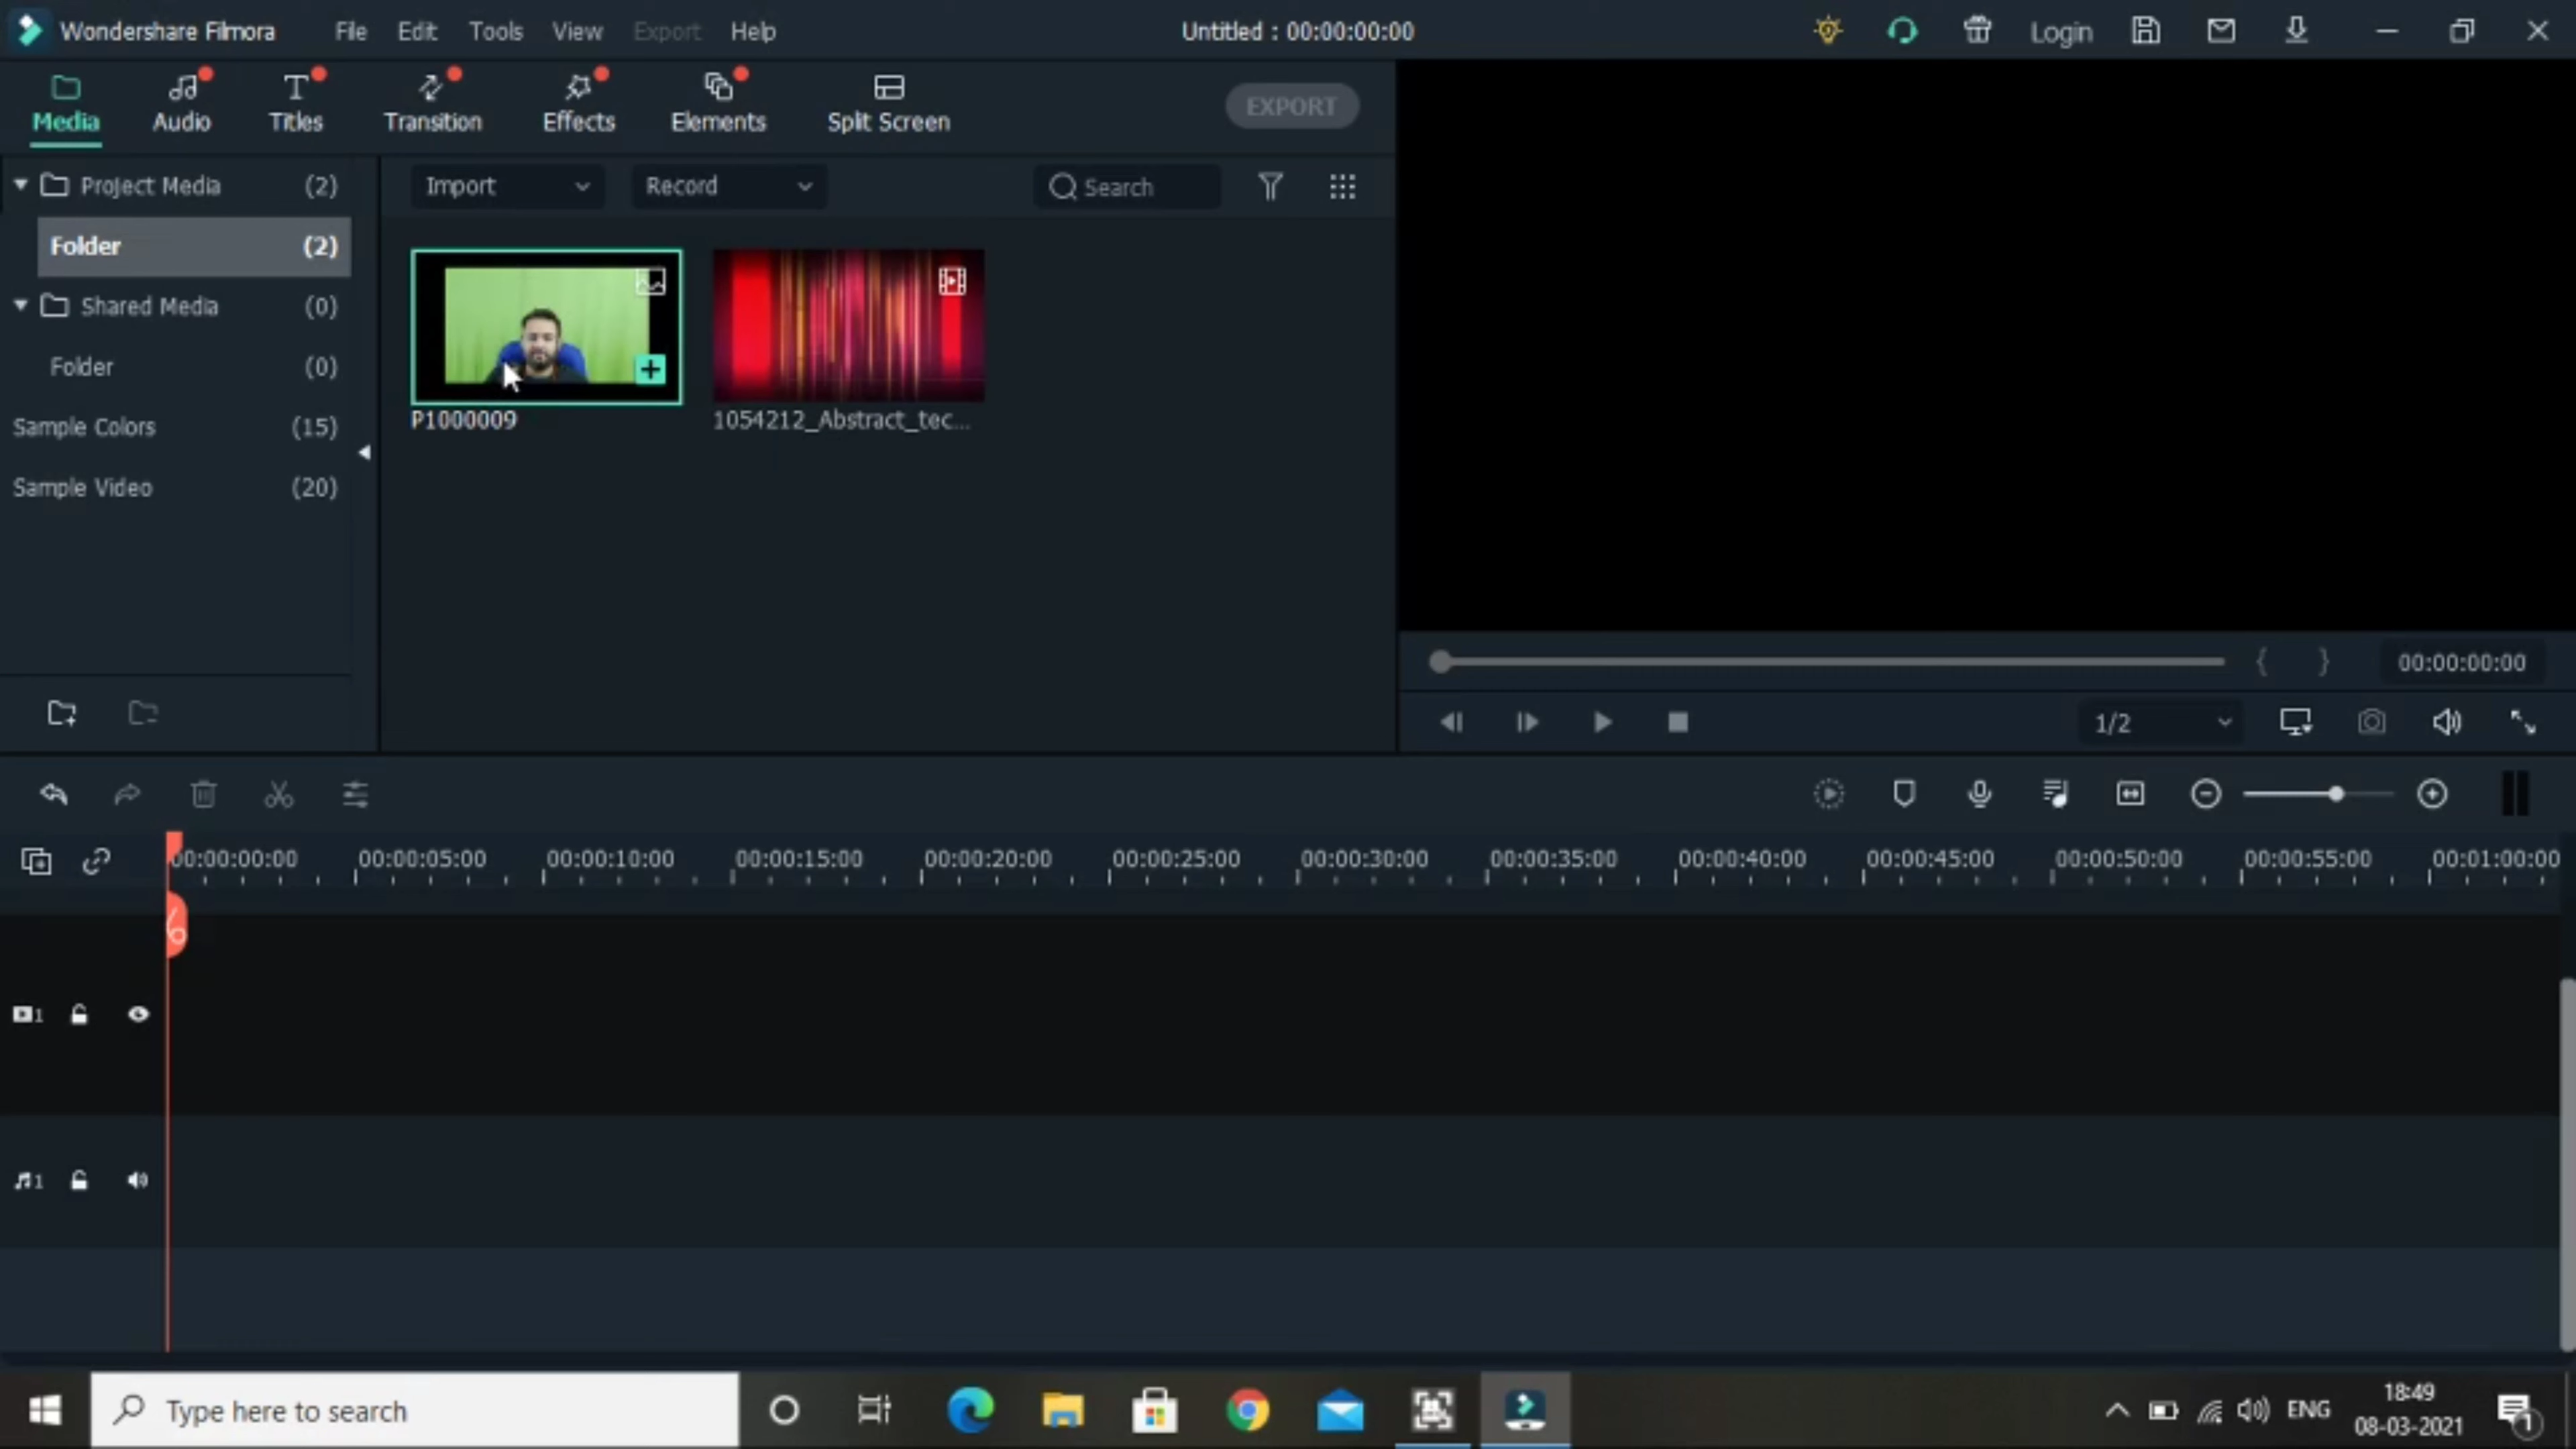 Wondershare Filmora File Edit Tools View Export Help Untitled : 00:00:00:00 Login
Media Audio Titles Transition Effects Elements Split Screen EXPORT
Project Media (2) Import Record Search
Folder (2)
Shared Media (0)
Folder (0)
P1000009 1054212_Abstract_tec...
Sample Colors (15)
Sample Video (20)
{ } 00:00:00:00
1/2
00:00:00:00 00:00:05:00 00:00:10:00 00:00:15:00 00:00:20:00 00:00:25:00 00:00:30:00 00:00:35:00 00:00:40:00 00:00:45:00 00:00:50:00 00:00:55:00 00:01:00:00
1
1
Type here to search ENG 18:49
08-03-2021
1